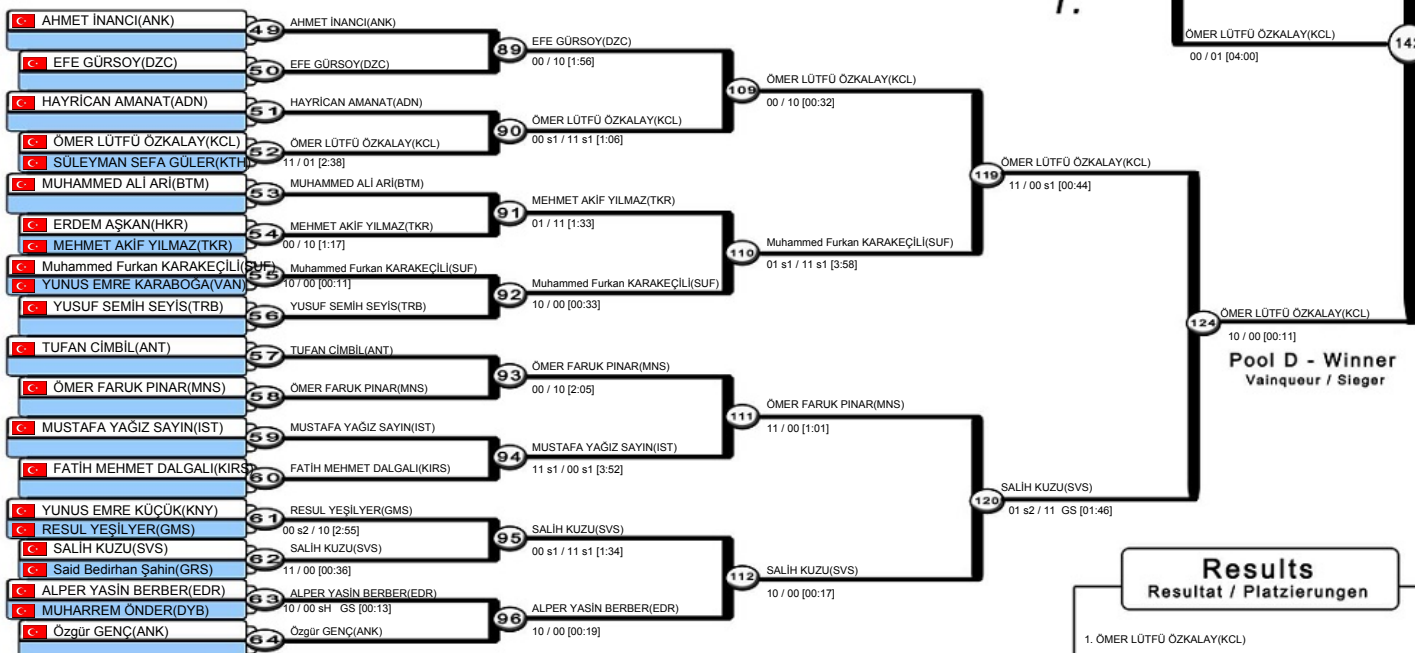 AHMET İNANCI(ANK)
EFE GÜRSOY(DZC)
HAYRİCAN AMANAT(ADN)
ÖMER LÜTFÜ ÖZKALAY(KCL)
SÜLEYMAN SEFA GÜLER(KTH)
MUHAMMED ALİ ARİ(BTM)
ERDEM AŞKAN(HKR)
MEHMET AKİF YILMAZ(TKR)
Muhammed Furkan KARAKEÇİLİ(SUF)
YUNUS EMRE KARABOĞA(VAN)
YUSUF SEMİH SEYİS(TRB)
TUFAN CİMBİL(ANT)
ÖMER FARUK PINAR(MNS)
MUSTAFA YAĞIZ SAYIN(IST)
FATİH MEHMET DALGALI(KIRS)
YUNUS EMRE KÜÇÜK(KNY)
RESUL YEŞİLYER(GMS)
SALİH KUZU(SVS)
Said Bedirhan Şahin(GRS)
ALPER YASİN BERBER(EDR)
MUHARREM ÖNDER(DYB)
Özgür GENÇ(ANK)
49 AHMET İNANCI(ANK)
50 EFE GÜRSOY(DZC)
51 HAYRİCAN AMANAT(ADN)
52 ÖMER LÜTFÜ ÖZKALAY(KCL)
11 / 01 [2:38]
53 MUHAMMED ALİ ARİ(BTM)
54 MEHMET AKİF YILMAZ(TKR)
00 / 10 [1:17]
55 Muhammed Furkan KARAKEÇİLİ(SUF)
10 / 00 [00:11]
56 YUSUF SEMİH SEYİS(TRB)
57 TUFAN CİMBİL(ANT)
58 ÖMER FARUK PINAR(MNS)
59 MUSTAFA YAĞIZ SAYIN(IST)
60 FATİH MEHMET DALGALI(KIRS)
61 RESUL YEŞİLYER(GMS)
00 s2 / 10 [2:55]
62 SALİH KUZU(SVS)
11 / 00 [00:36]
63 ALPER YASİN BERBER(EDR)
10 / 00 sH GS [00:13]
64 Özgür GENÇ(ANK)
89 EFE GÜRSOY(DZC)
00 / 10 [1:56]
90 ÖMER LÜTFÜ ÖZKALAY(KCL)
00 s1 / 11 s1 [1:06]
91 MEHMET AKİF YILMAZ(TKR)
01 / 11 [1:33]
92 Muhammed Furkan KARAKEÇİLİ(SUF)
10 / 00 [00:33]
93 ÖMER FARUK PINAR(MNS)
00 / 10 [2:05]
94 MUSTAFA YAĞIZ SAYIN(IST)
11 s1 / 00 s1 [3:52]
95 SALİH KUZU(SVS)
00 s1 / 11 s1 [1:34]
96 ALPER YASİN BERBER(EDR)
10 / 00 [00:19]
109 ÖMER LÜTFÜ ÖZKALAY(KCL)
00 / 10 [00:32]
110 Muhammed Furkan KARAKEÇİLİ(SUF)
01 s1 / 11 s1 [3:58]
111 ÖMER FARUK PINAR(MNS)
11 / 00 [1:01]
112 SALİH KUZU(SVS)
10 / 00 [00:17]
119 ÖMER LÜTFÜ ÖZKALAY(KCL)
11 / 00 s1 [00:44]
120 SALİH KUZU(SVS)
01 s2 / 11 GS [01:46]
124 ÖMER LÜTFÜ ÖZKALAY(KCL)
10 / 00 [00:11]
Pool D - Winner
Vainqueur / Sieger
ÖMER LÜTFÜ ÖZKALAY(KCL)
00 / 01 [04:00]
Results
Resultat / Platzierungen
1. ÖMER LÜTFÜ ÖZKALAY(KCL)